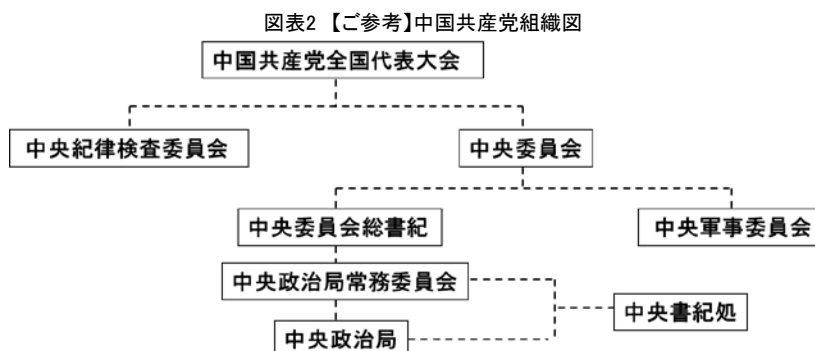 図表2 【ご参考】中国共産党組織図
中国共産党全国代表大会
中央紀律検査委員会
中央委員会
中央委員会総書紀
中央軍事委員会
中央政治局常務委員会
中央書紀処
中央政治局